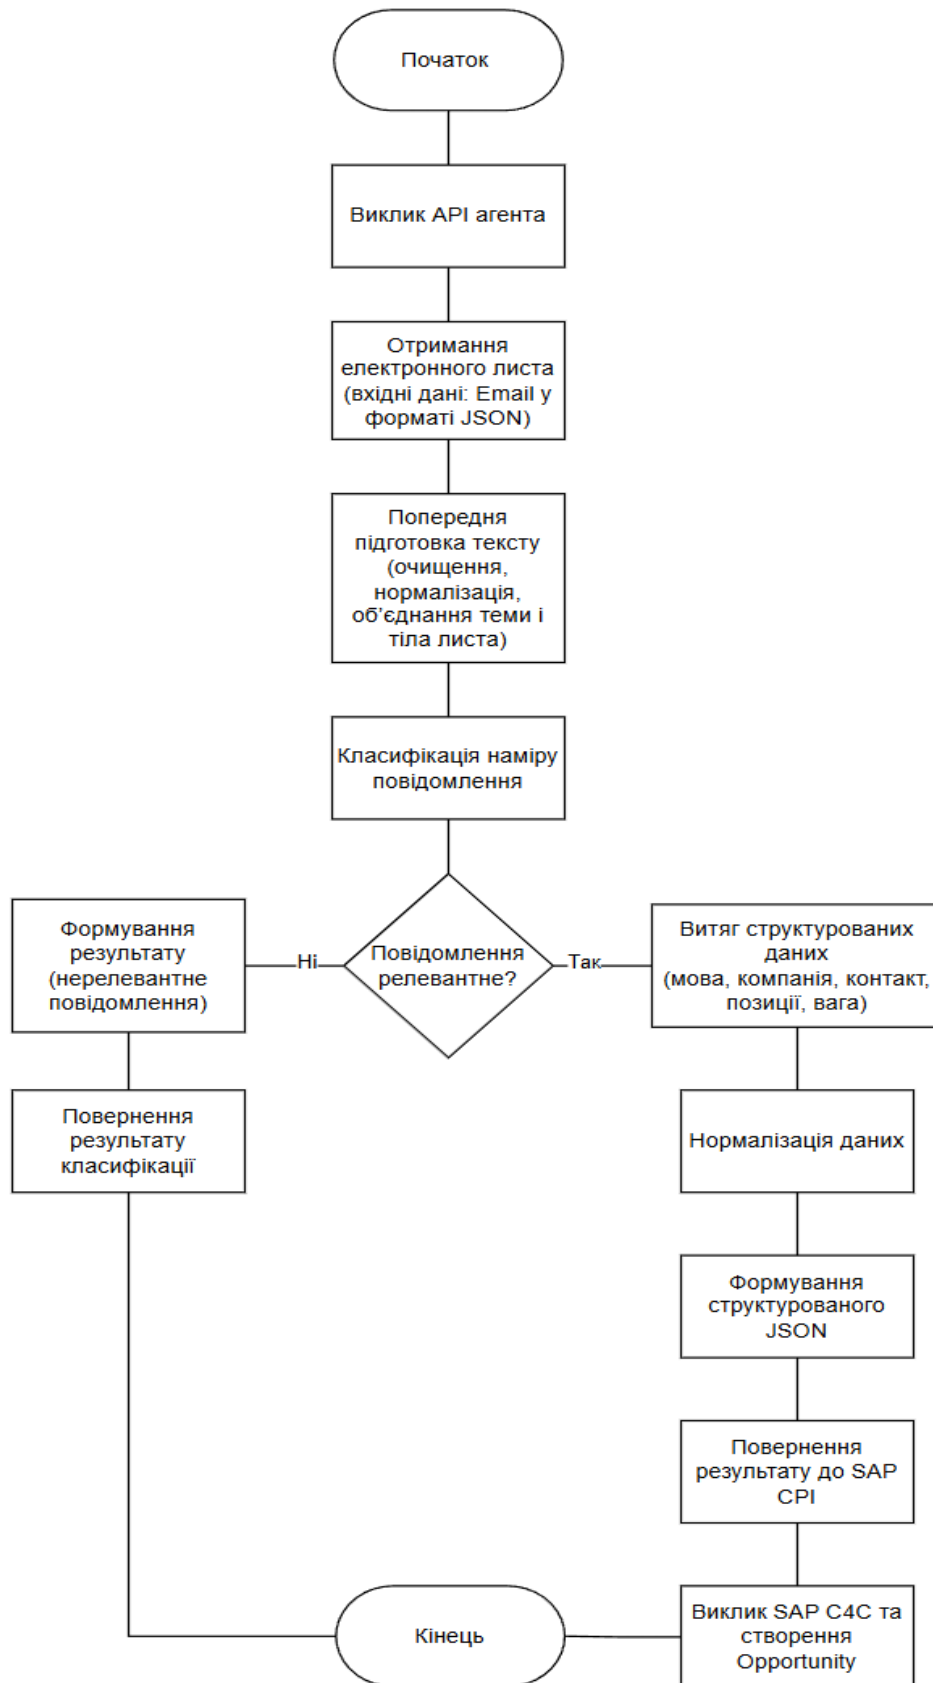 Початок
Виклик API агента
Отримання
електронного листа
(вхідні дані: Email у
форматі JSON)
Попередня
підготовка тексту
(очищення,
нормалізація,
об'єднання теми і
тіла листа)
Класифікація наміру
повідомлення
Повідомлення
релевантне?
Ні
Так
Формування
результату
(нерелевантне
повідомлення)
Повернення
результату
класифікації
Витяг структурованих
даних
(мова, компанія, контакт,
позиції, вага)
Нормалізація даних
Формування
структурованого
JSON
Повернення
результату до SAP
CPI
Виклик SAP C4C та
створення
Opportunity
Кінець